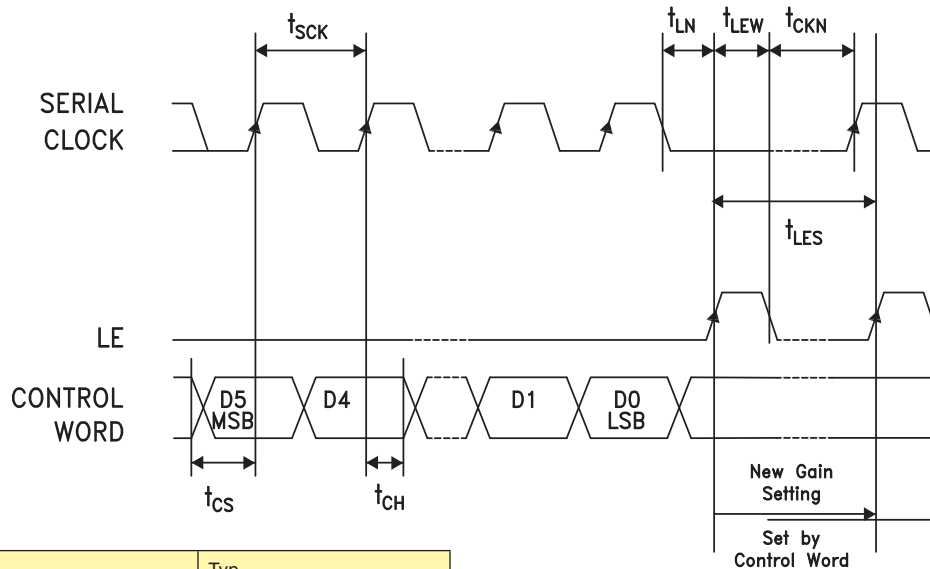 tSCK
tLN tLEW tCKN
SERIAL
CLOCK
tLES
LE
CONTROL
WORD
D5
MSB
D4
D1
D0
LSB
tCS
tCH
New Gain
Setting
Set by
Control Word
Typ